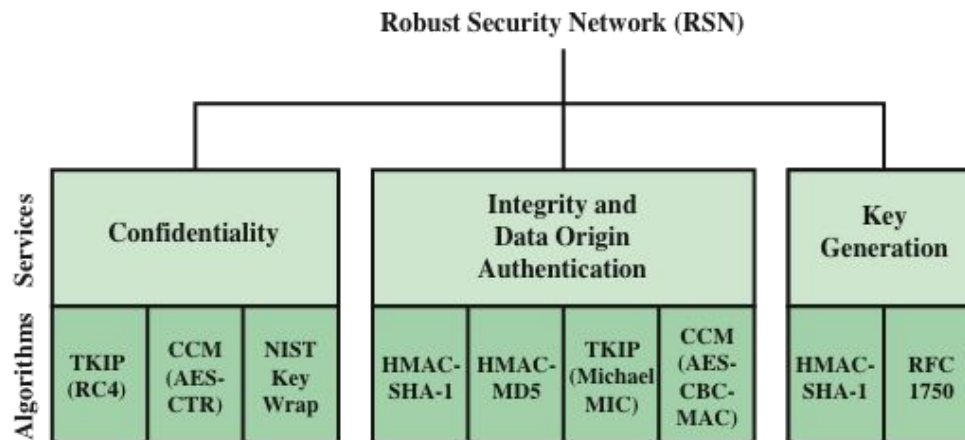 Robust Security Network (RSN)
Services
Confidentiality
Integrity and
Data Origin
Authentication
Key
Generation
Algorithms
TKIP
(RC4)
CCM
(AES-
CTR)
NIST
Key
Wrap
HMAC-
SHA-1
HMAC-
MD5
TKIP
(Michael
MIC)
CCM
(AES-
CBC-
MAC)
HMAC-
SHA-1
RFC
1750